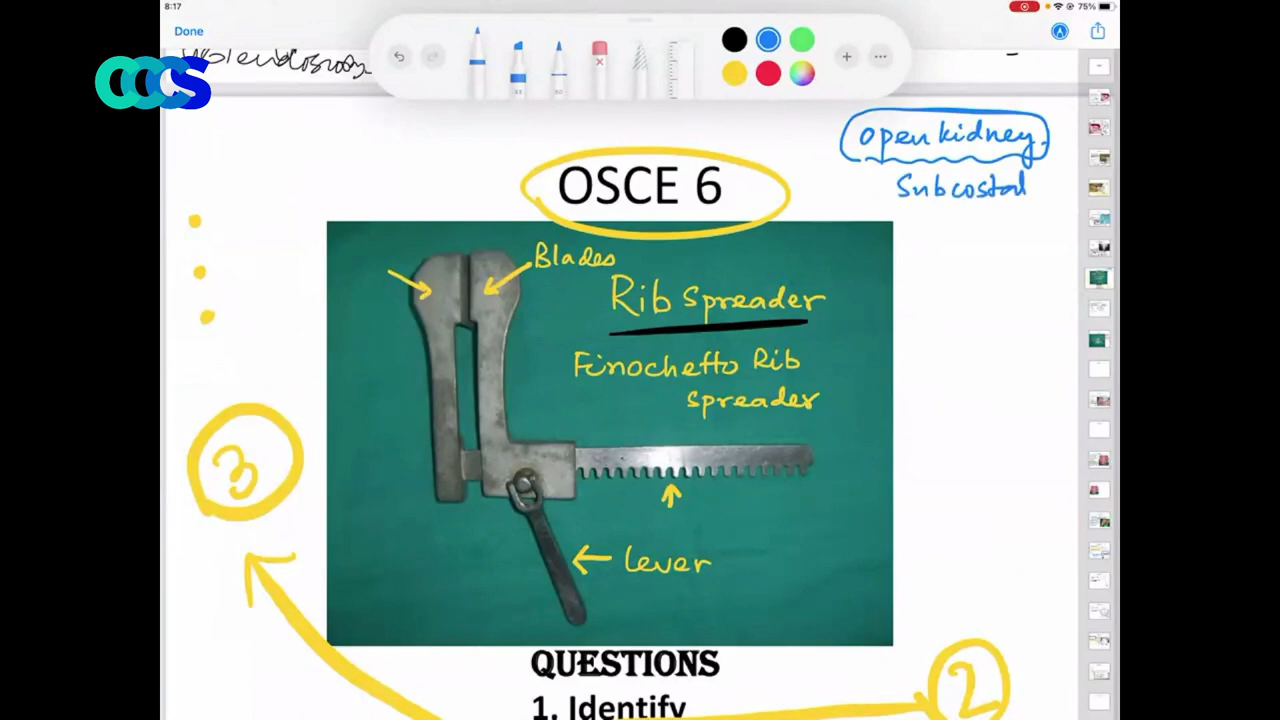 8:17
75%
Done
CCCS
open kidney.
Subcostal
OSCE 6
Blades
Rib Spreader
Finochetto Rib
spreader
3
lever
QUESTIONS
2
1. Identify